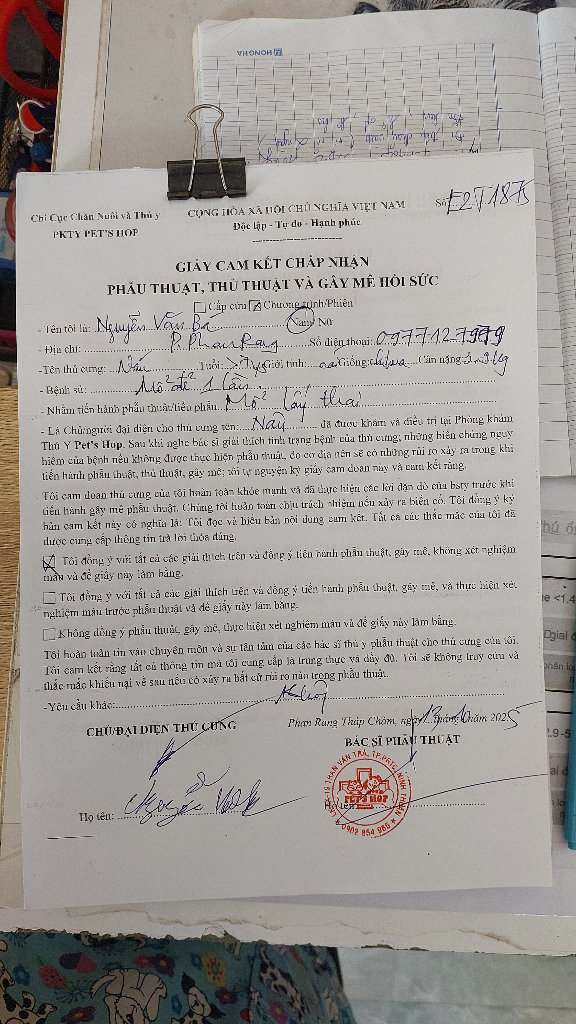 HONGHA
Chi Cục Chăn Nuôi và Thú y
PKTY PET'S HOP
CỘNG HÒA XÃ HỘI CHỦ NGHĨA VIỆT NAM
Độc lập - Tự do - Hạnh phúc
Số: E2T1875
GIẤY CAM KẾT CHẤP NHẬN
PHẪU THUẬT, THỦ THUẬT VÀ GÂY MÊ HỒI SỨC
Cấp cứu Chương trình/Phiên
- Tên tôi là: Nguyễn Văn Ba Nam/ Nữ
- Địa chỉ: P. Phan Rang Số điện thoại: 0977127999
-Tên thú cưng: Nâu Tuổi: >7 Giới tính: cái Giống: chihua Cân nặng: 3.9kg
- Bệnh sử: Mổ đẻ 1 lần.
- Nhằm tiến hành phẫu thuật/tiểu phẫu: Mổ lấy thai
- Là Chủ/người đại diện cho thú cưng tên: Nâu đã được khám và điều trị tại Phòng khám
Thú Y Pet's Hop. Sau khi nghe bác sĩ giải thích tình trạng bệnh của thú cưng, những biến chứng nguy
hiểm của bệnh nếu không được thực hiện phẫu thuật, do cơ địa nên sẽ có những rủi ro xảy ra trong khi
tiến hành phẫu thuật, thủ thuật, gây mê; tôi tự nguyện ký giấy cam đoan này và cam kết rằng.
Tôi cam đoan thú cưng của tôi hoàn toàn khỏe mạnh và đã thực hiện các lời dặn dò của bsty trước khi
tiến hành gây mê phẫu thuật. Chúng tôi hoàn toàn chịu trách nhiệm nếu xảy ra biến cố. Tôi đồng ý ký
bản cam kết này có nghĩa là: Tôi đọc và hiểu bản nội dung cam kết. Tất cả các thắc mắc của tôi đã
được cung cấp thông tin trả lời thỏa đáng.
Tôi đồng ý với tất cả các giải thích trên và đồng ý tiến hành phẫu thuật, gây mê, không xét nghiệm
máu và để giấy này làm bằng.
Tôi đồng ý với tất cả các giải thích trên và đồng ý tiến hành phẫu thuật, gây mê, và thực hiện xét
nghiệm máu trước phẫu thuật và để giấy này làm bằng.
Không đồng ý phẫu thuật, gây mê, thực hiện xét nghiệm máu và để giấy này làm bằng.
Tôi hoàn toàn tin vào chuyên môn và sự tận tâm của các bác sĩ thú y phẫu thuật cho thú cưng của tôi.
Tôi cam kết rằng tất cả thông tin mà tôi cung cấp là trung thực và đầy đủ. Tôi sẽ không truy cứu và
thắc mắc khiếu nại về sau nếu có xảy ra bất cứ rủi ro nào trong phẫu thuật.
-Yêu cầu khác: Không
Phan Rang Tháp Chàm, ngày 13 tháng 10 năm 2025
CHỦ/ĐẠI DIỆN THÚ CƯNG
BÁC SĨ PHẪU THUẬT
Họ tên:
PET'S HOP
0902 854 985